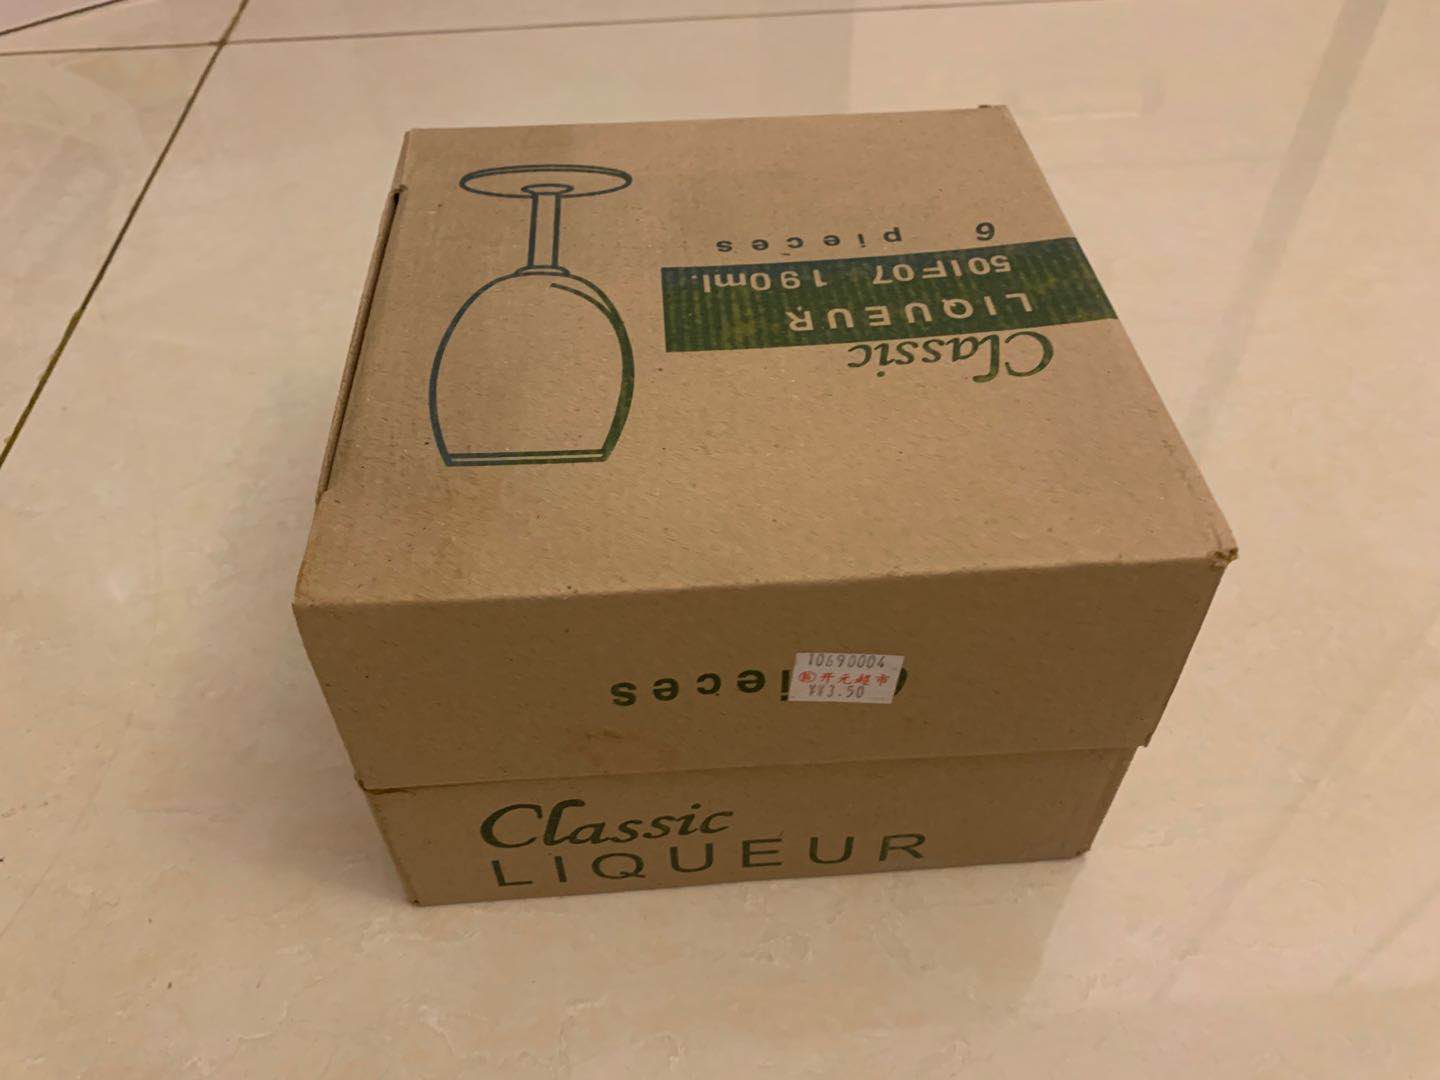 Classic
LIQUEUR
501F07 190ml.
6 pieces
pieces
10690004
开元超市
¥¥3.50
Classic
LIQUEUR